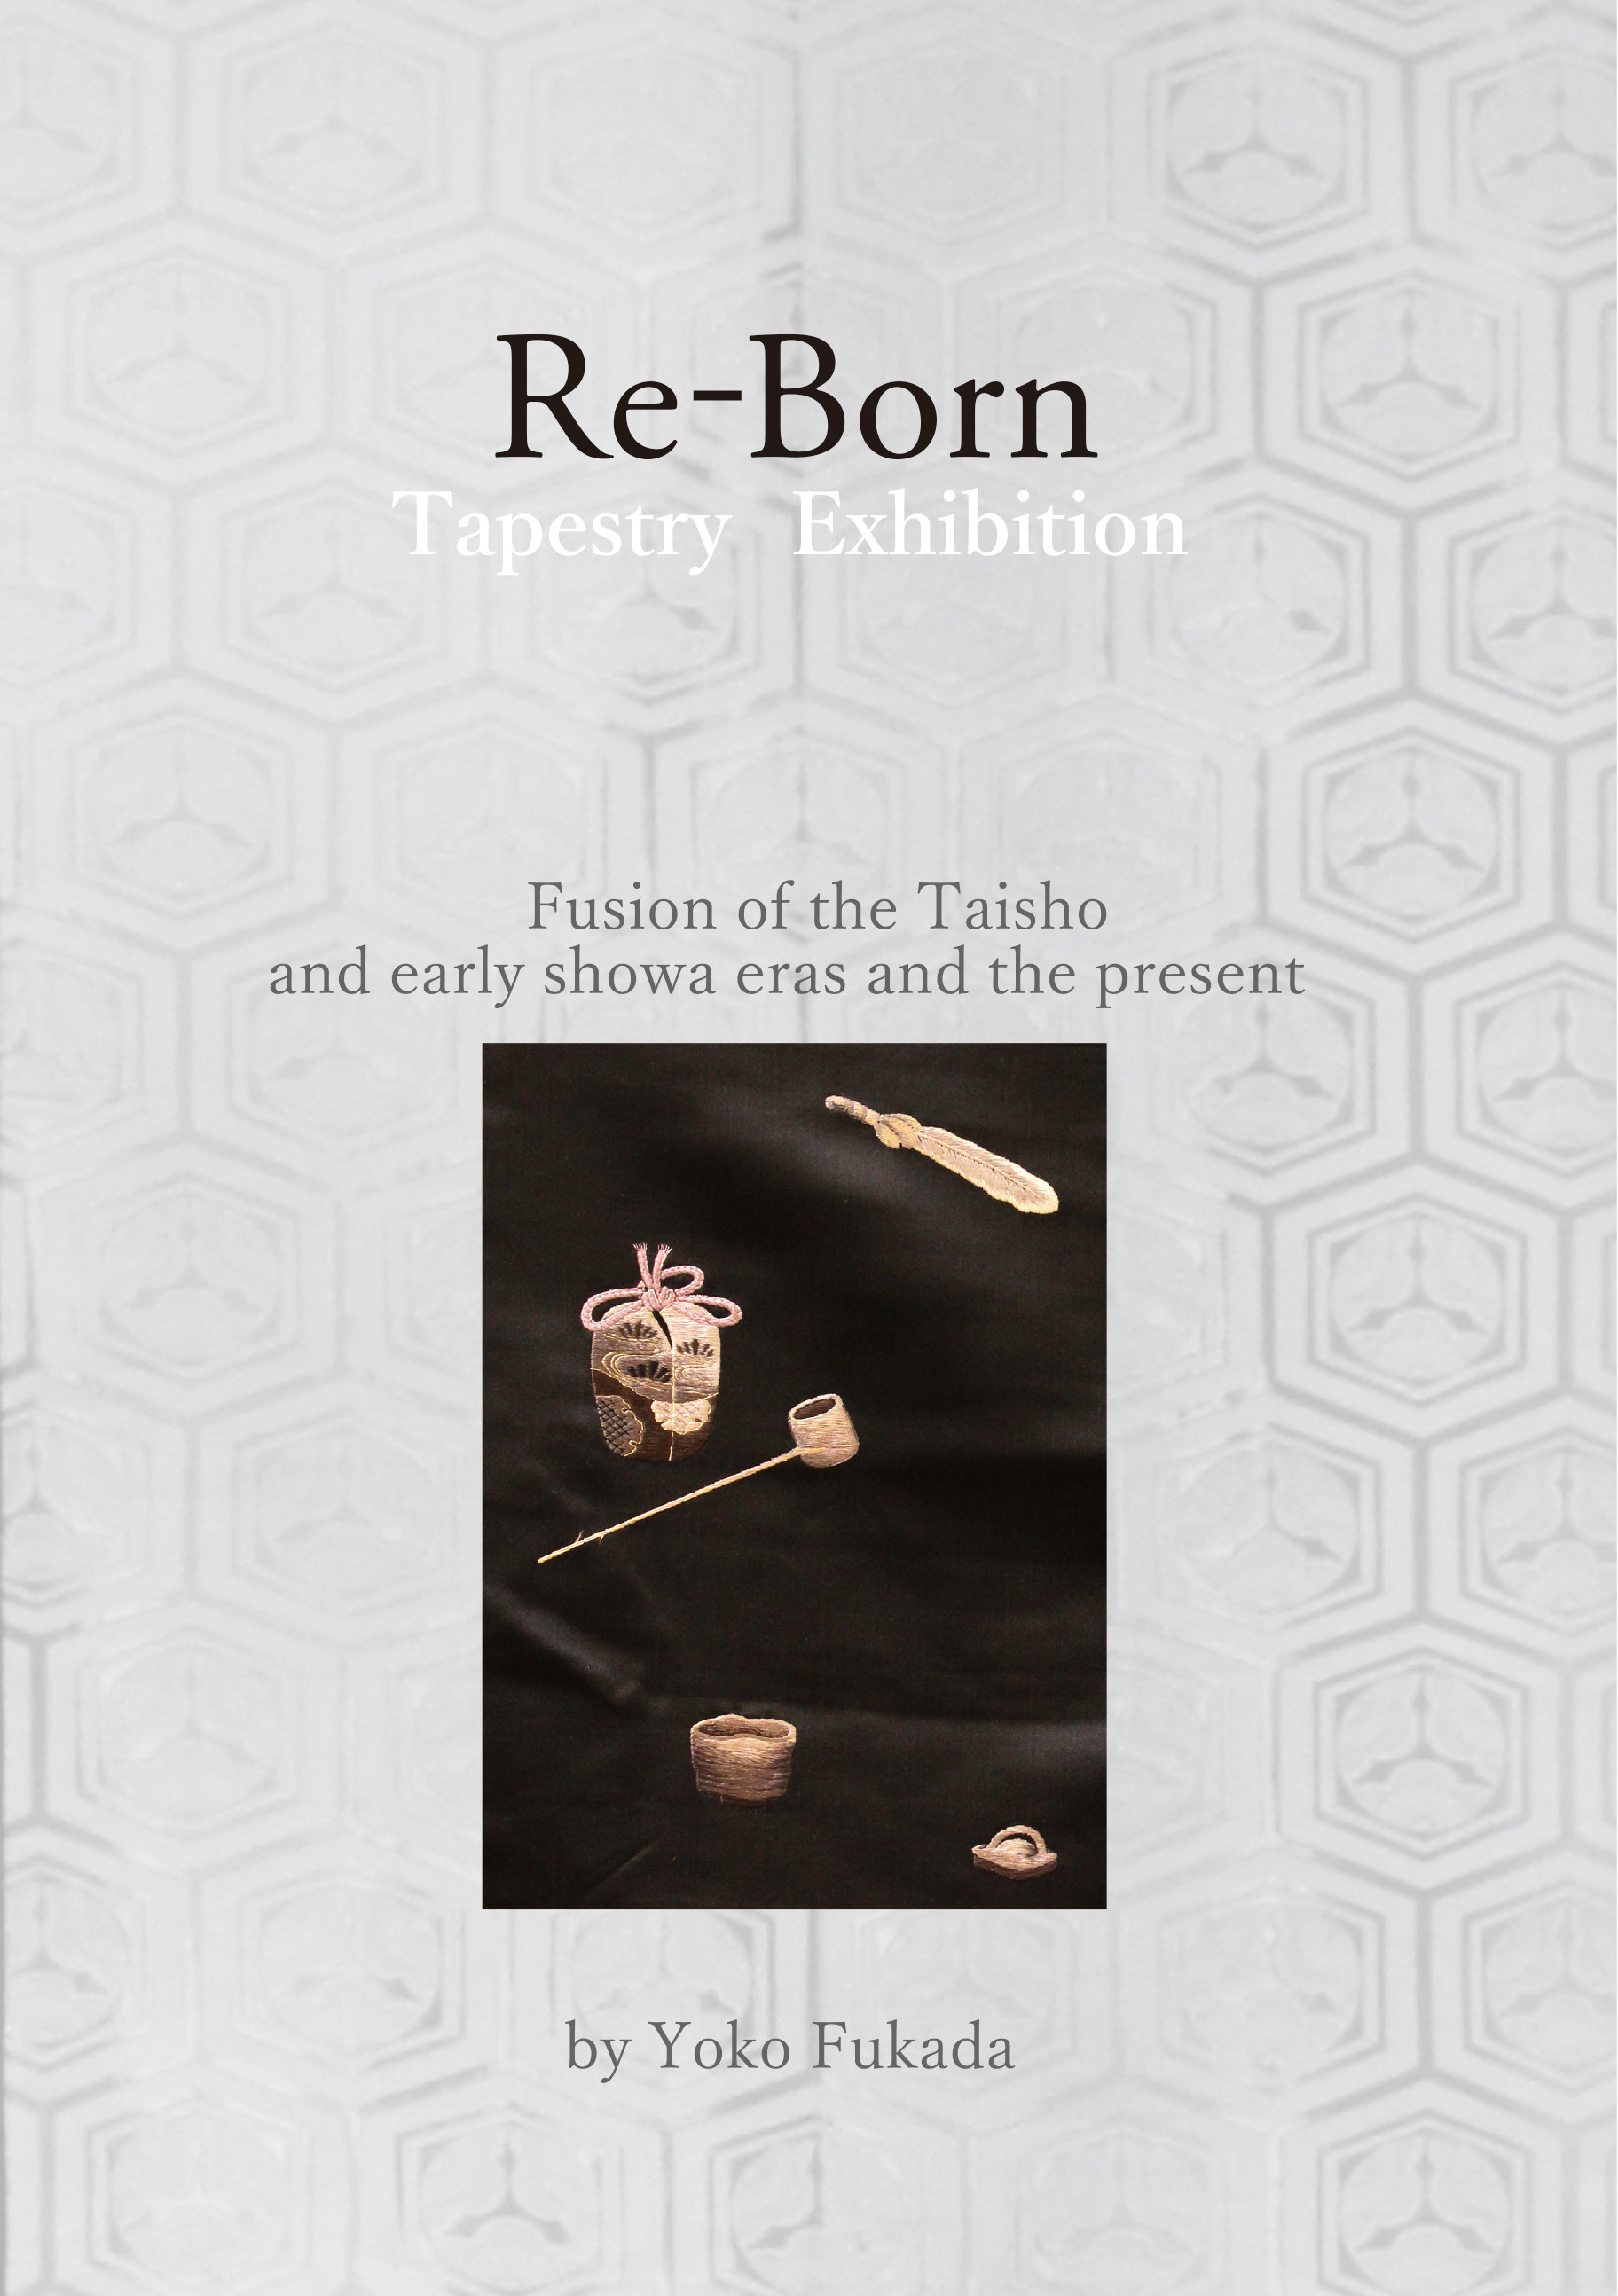 Re-Born
Tapestry Exhibition
Fusion of the Taisho
and early showa eras and the present
by Yoko Fukada